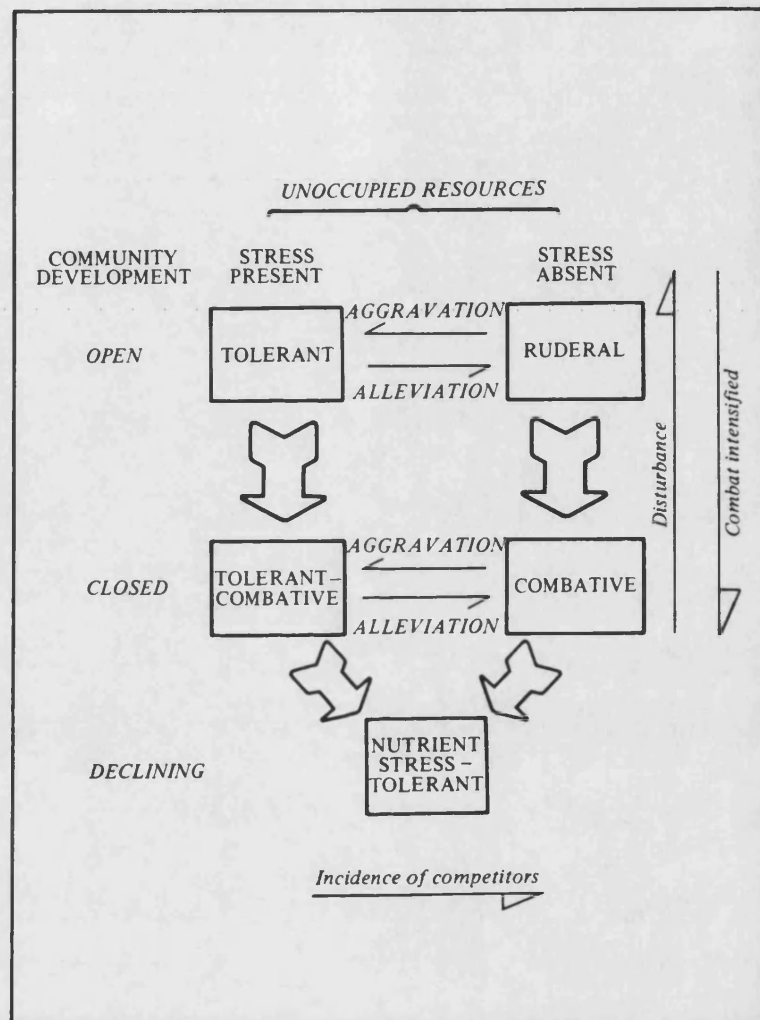 UNOCCUPIED RESOURCES
COMMUNITY
DEVELOPMENT
STRESS
PRESENT
STRESS
ABSENT
OPEN
TOLERANT
AGGRAVATION
ALLEVIATION
RUDERAL
Disturbance
Combat intensified
CLOSED
TOLERANT–
COMBATIVE
AGGRAVATION
ALLEVIATION
COMBATIVE
DECLINING
NUTRIENT
STRESS–
TOLERANT
Incidence of competitors